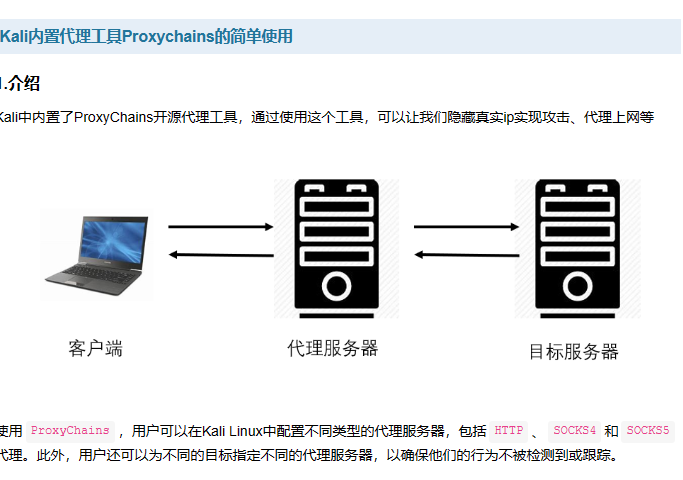 Kali内置代理工具Proxychains的简单使用
1.介绍
Kali中内置了ProxyChains开源代理工具，通过使用这个工具，可以让我们隐藏真实ip实现攻击、代理上网等
客户端
代理服务器
目标服务器
使用 ProxyChains ，用户可以在Kali Linux中配置不同类型的代理服务器，包括 HTTP 、 SOCKS4 和 SOCKS5
代理。此外，用户还可以为不同的目标指定不同的代理服务器，以确保他们的行为不被检测到或跟踪。